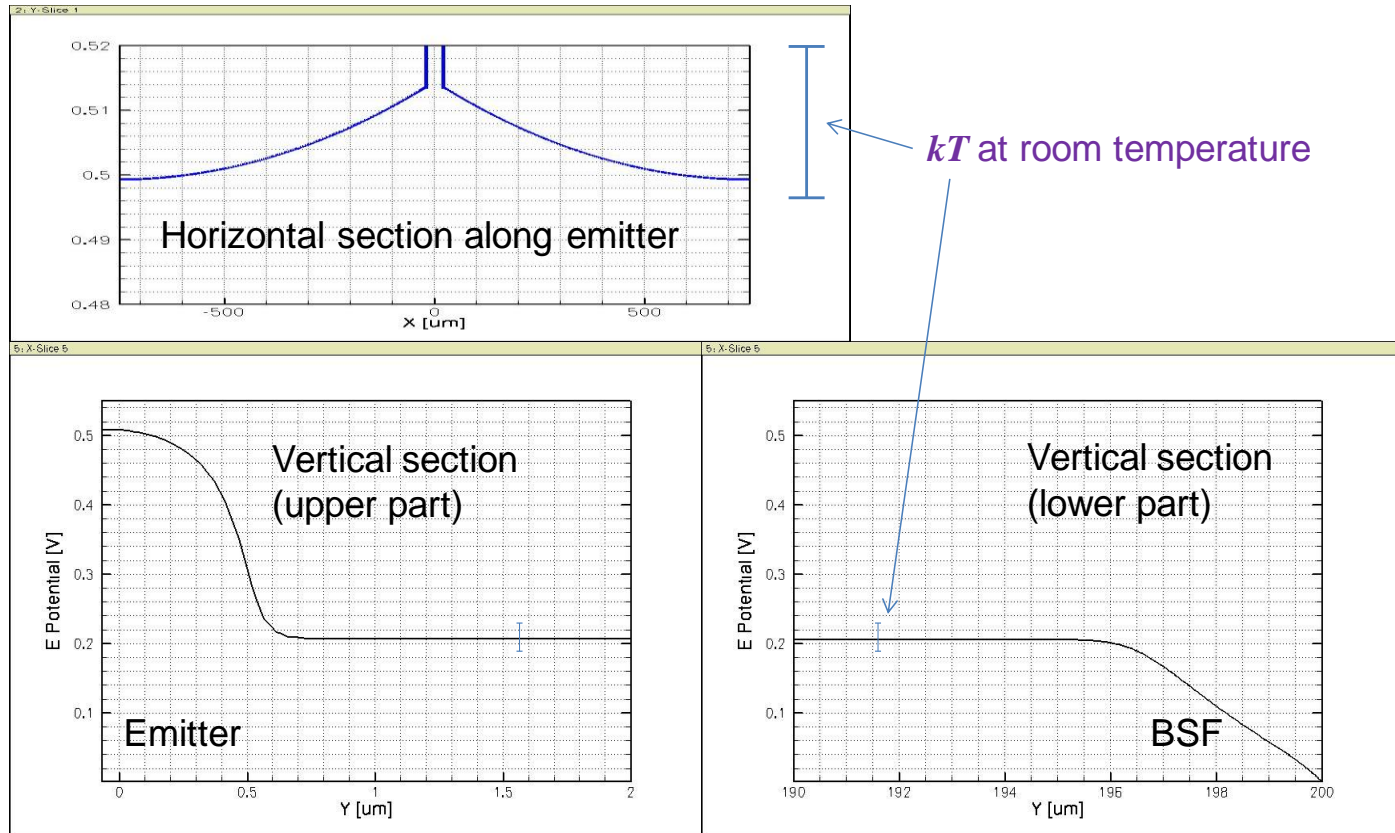 2: Y-Slice 1
0.52
0.51
0.5
0.49
0.48
-500 0 500
X [um]
Horizontal section along emitter
kT at room temperature
5: X-Slice 5
0.5
0.4
0.3
0.2
0.1
E Potential [V]
Vertical section
(upper part)
Emitter
0 0.5 1 1.5 2
Y [um]
5: X-Slice 5
0.5
0.4
0.3
0.2
0.1
E Potential [V]
Vertical section
(lower part)
BSF
190 192 194 196 198 200
Y [um]